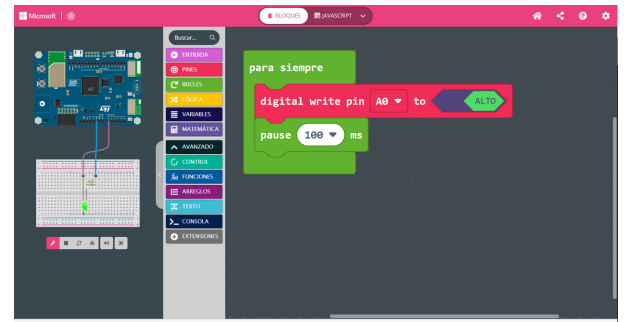 Microsoft
BLOQUES
JAVASCRIPT
Buscar...
ENTRADA
PINES
BUCLES
LÓGICA
VARIABLES
MATEMÁTICA
AVANZADO
CONTROL
FUNCIONES
ARREGLOS
TEXTO
CONSOLA
EXTENSIONES
para siempre
digital write pin A0 to ALTO
pause 100 ms